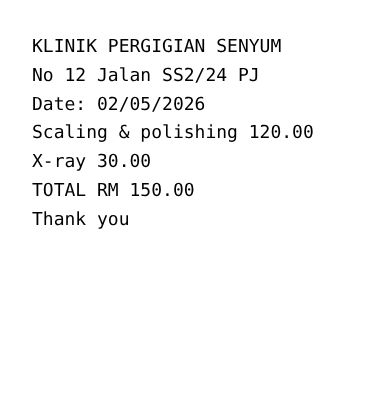 KLINIK PERGIGIAN SENYUM
No 12 Jalan SS2/24 PJ
Date: 02/05/2026
Scaling & polishing 120.00
X-ray 30.00
TOTAL RM 150.00
Thank you